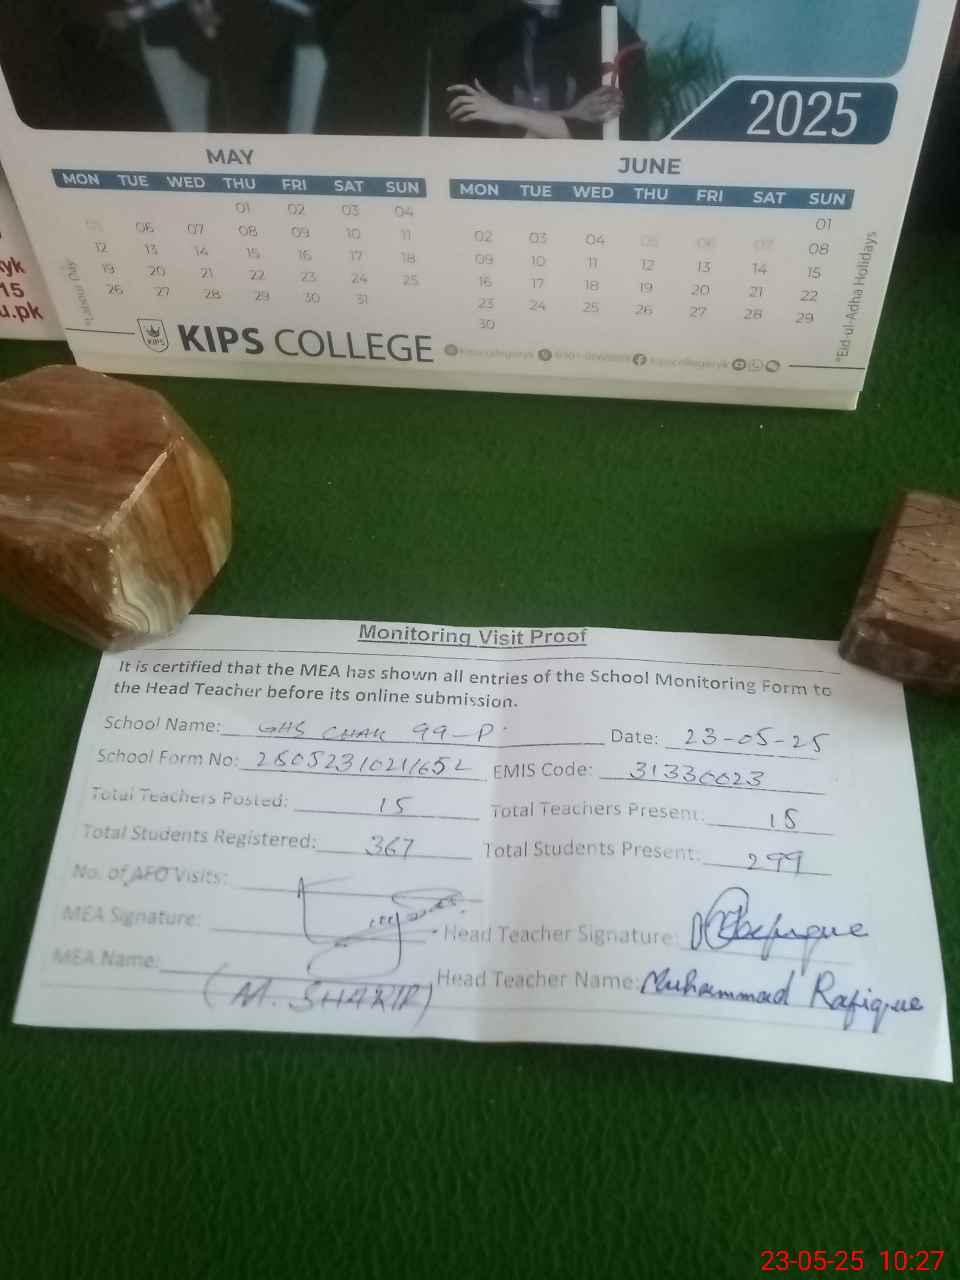 2025
MAY
MON TUE WED THU FRI SAT SUN
01 02 03 04
05 06 07 08 09 10 11
12 13 14 15 16 17 18
19 20 21 22 23 24 25
26 27 28 29 30 31
*Labour Day
JUNE
MON TUE WED THU FRI SAT SUN
01
02 03 04 05 06 07 08
09 10 11 12 13 14 15
16 17 18 19 20 21 22
23 24 25 26 27 28 29
30
*Eid-ul-Adha Holidays
yk
15
u.pk
KIPS
KIPS COLLEGE
Monitoring Visit Proof
It is certified that the MEA has shown all entries of the School Monitoring Form to
the Head Teacher before its online submission.
School Name: GHS CHAK 99-P Date: 23-05-25
School Form No: EMIS Code: 31330023
Total Teachers Posted: 15 Total Teachers Present: 15
Total Students Registered: 367 Total Students Present: 299
No. of AFO Visits:
MEA Signature: Head Teacher Signature:
MEA Name: (M. SHAKIR) Head Teacher Name: Muhammad Rafique
23-05-25 10:27